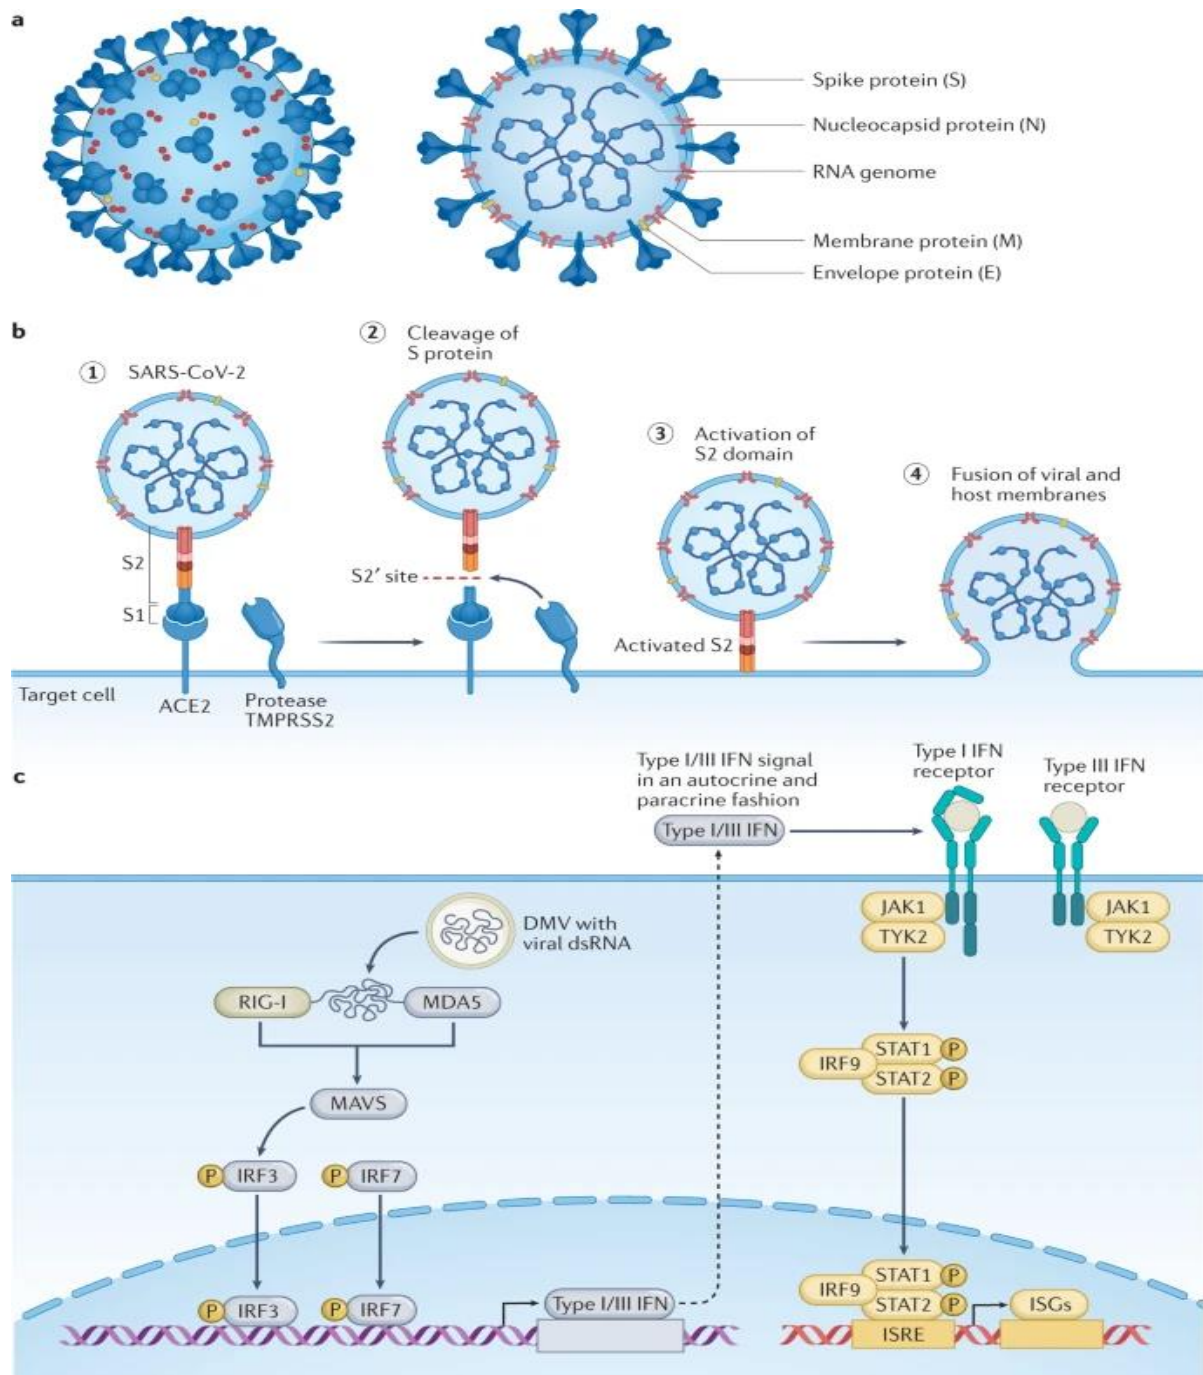 a
Spike protein (S)
Nucleocapsid protein (N)
RNA genome
Membrane protein (M)
Envelope protein (E)
b
1 SARS-CoV-2
2 Cleavage of
S protein
3 Activation of
S2 domain
4 Fusion of viral and
host membranes
S2
S1
S2′ site
Activated S2
Target cell
ACE2
Protease
TMPRSS2
c
Type I/III IFN signal
in an autocrine and
paracrine fashion
Type I/III IFN
Type I IFN
receptor
Type III IFN
receptor
JAK1
TYK2
JAK1
TYK2
DMV with
viral dsRNA
RIG-I
MDA5
MAVS
IRF9
STAT1 P
STAT2 P
P IRF3
P IRF7
P IRF3
P IRF7
Type I/III IFN
IRF9
STAT1 P
STAT2 P
ISRE
ISGs